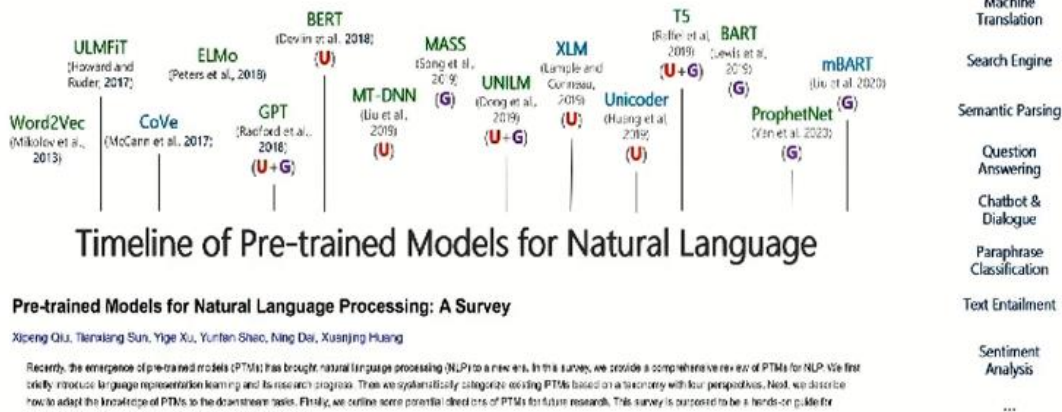 BERT
(Devlin et al. 2018)
(U)
ULMFiT
(Howard and
Ruder, 2017)
ELMo
(Peters et al., 2018)
Word2Vec
(Mikolov et al.,
2013)
CoVe
(McCann et al. 2017)
GPT
(Radford et al.,
2018)
(U+G)
MT-DNN
(Liu et al.,
2019)
(U)
MASS
(Song et al.,
2019)
(G)
UNILM
(Dong et al.,
2019)
(U+G)
XLM
(Lample and
Conneau,
2019)
(U)
Unicoder
(Huang et al.
2019)
(U)
T5
(Raffel et al.
2019)
(U+G)
BART
(Lewis et al.,
2019)
(G)
ProphetNet
(Yan et al. 2020)
(G)
mBART
(Liu et al. 2020)
(G)
Timeline of Pre-trained Models for Natural Language
Pre-trained Models for Natural Language Processing: A Survey
Xipeng Qiu, Tianxiang Sun, Yige Xu, Yunfan Shao, Ning Dai, Xuanjing Huang
Recently, the emergence of pre-trained models (PTMs) has brought natural language processing (NLP) to a new era. In this survey, we provide a comprehensive review of PTMs for NLP. We first
briefly introduce language representation learning and its research progress. Then we systematically categorize existing PTMs based on a taxonomy with four perspectives. Next, we describe
how to adapt the knowledge of PTMs to the downstream tasks. Finally, we outline some potential directions of PTMs for future research. This survey is purposed to be a hands-on guide for
Machine
Translation
Search Engine
Semantic Parsing
Question
Answering
Chatbot &
Dialogue
Paraphrase
Classification
Text Entailment
Sentiment
Analysis
...